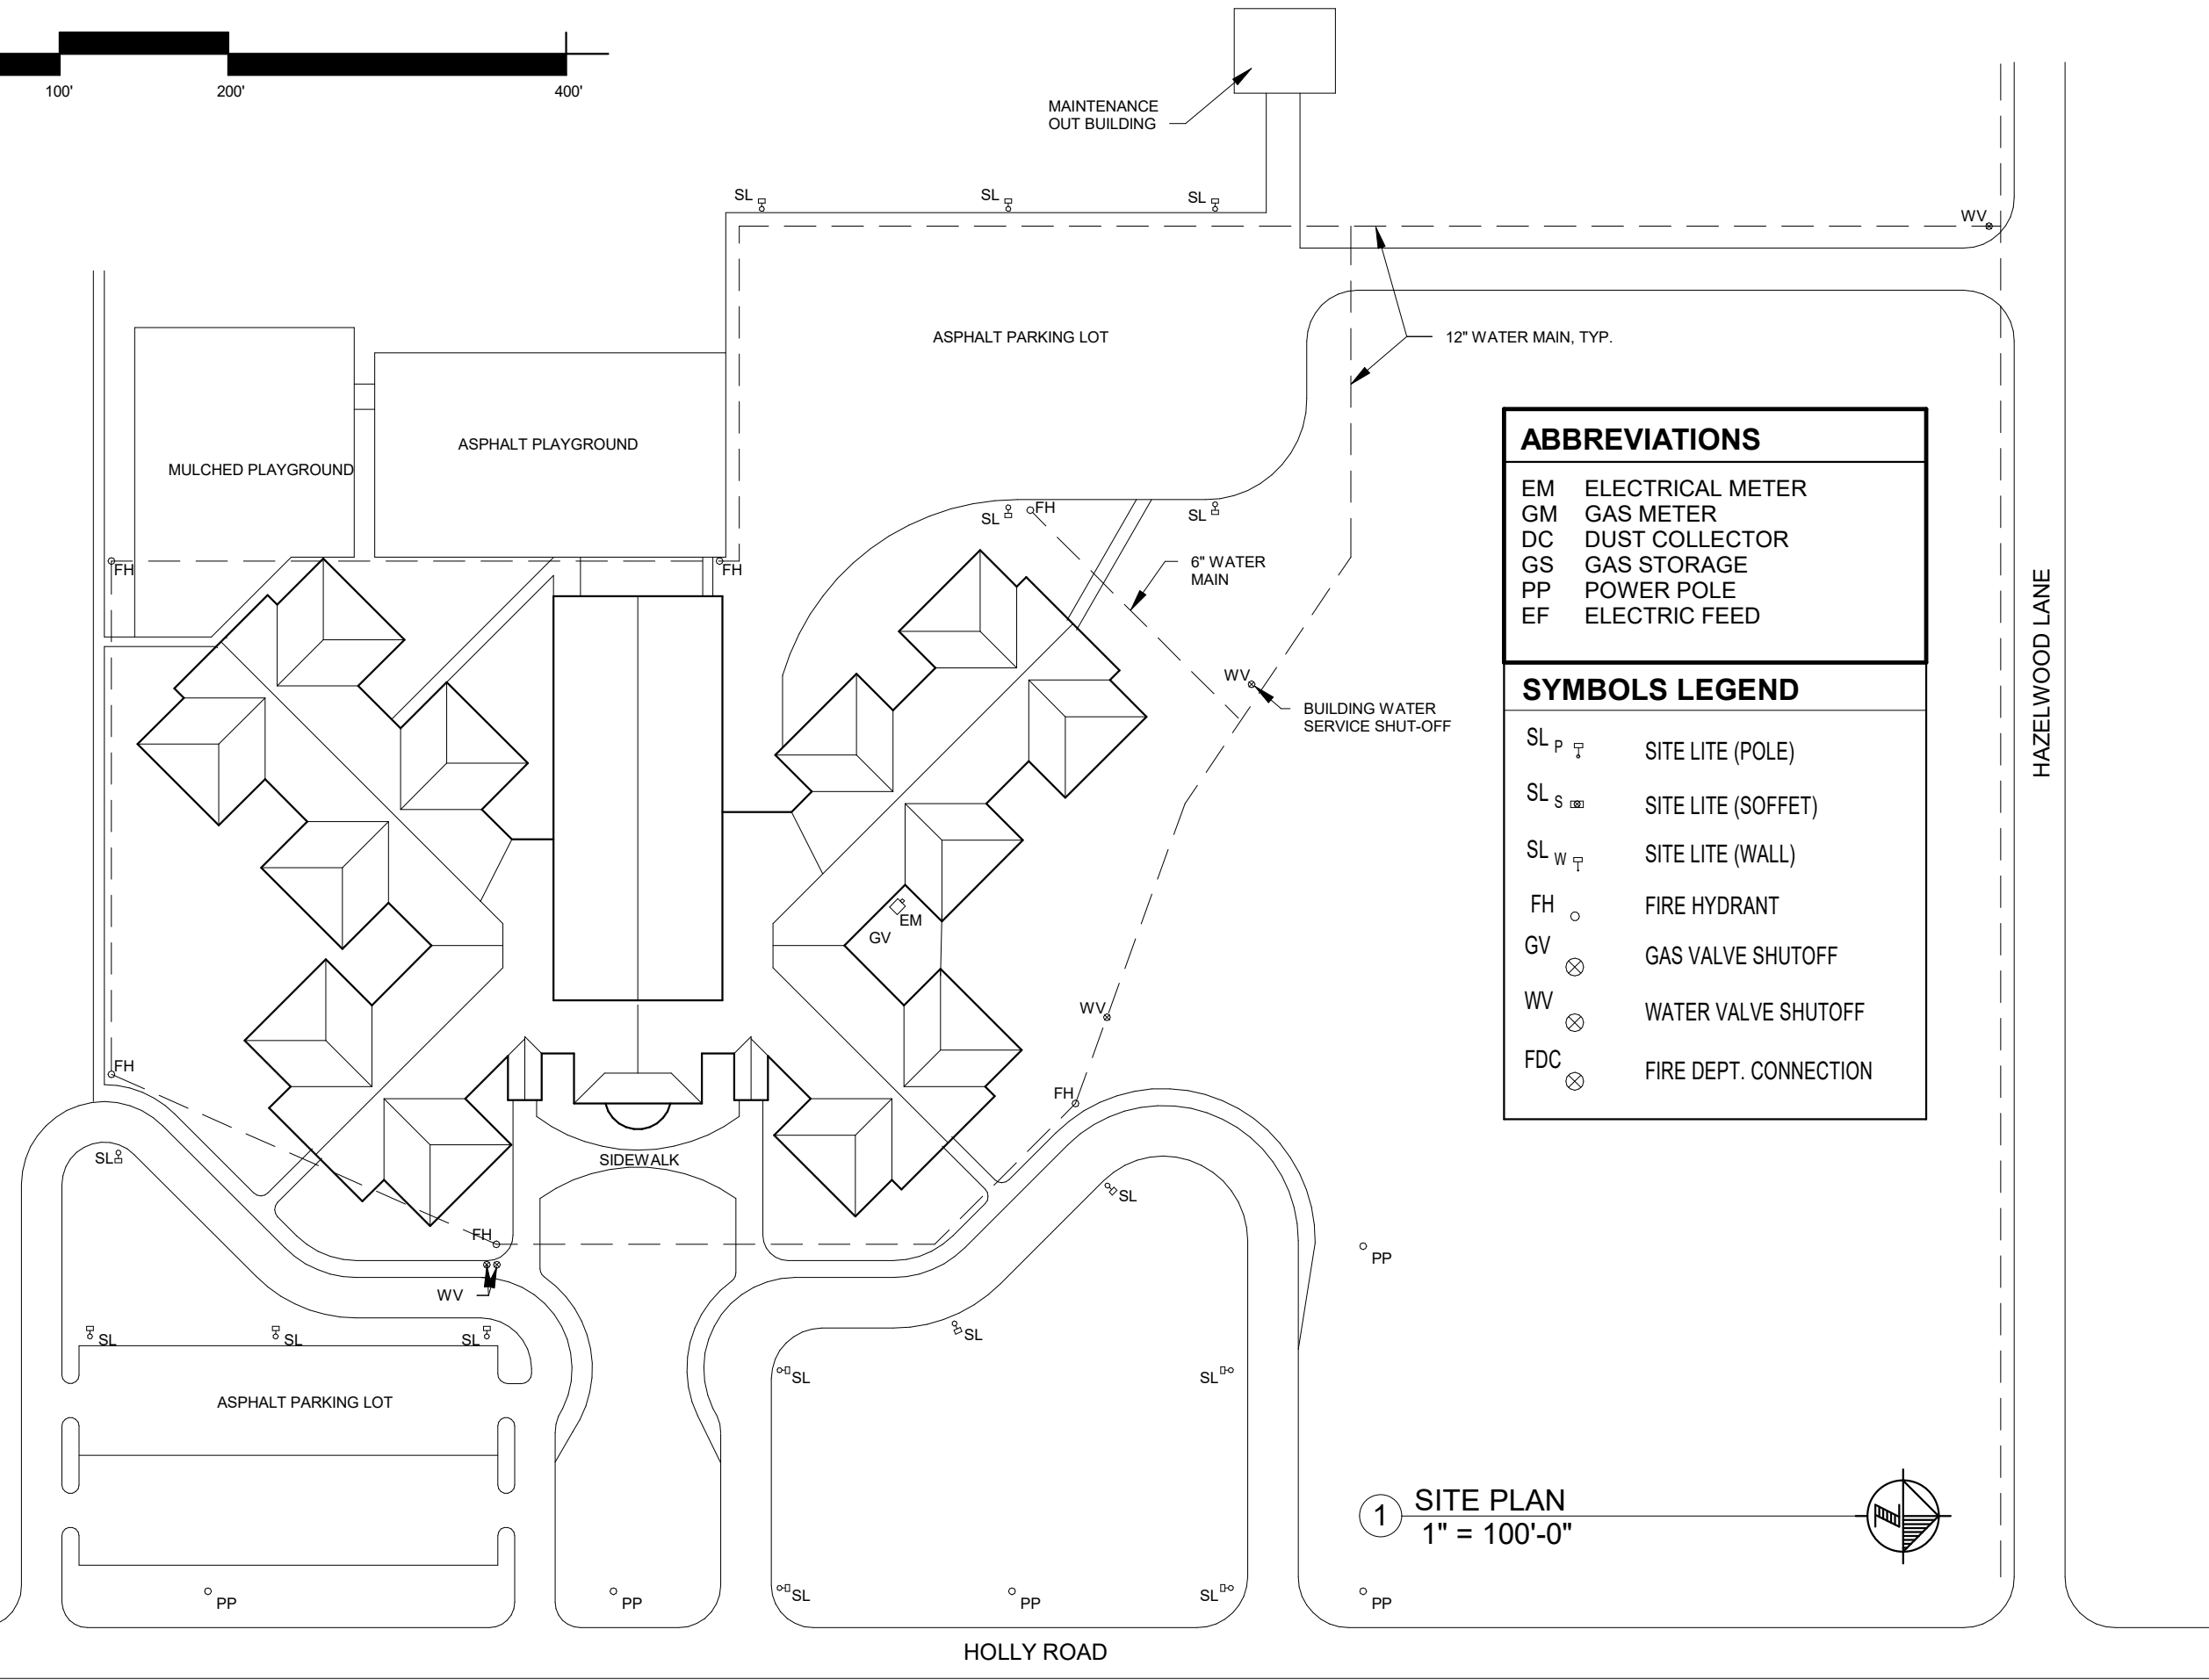 100' 200' 400'
MAINTENANCE
OUT BUILDING
SL SL SL
WV
ASPHALT PARKING LOT
12" WATER MAIN, TYP.
ASPHALT PLAYGROUND
MULCHED PLAYGROUND
SL FH SL
FH FH
6" WATER
MAIN
WV
BUILDING WATER
SERVICE SHUT-OFF
HAZELWOOD LANE
ABBREVIATIONS
EM ELECTRICAL METER
GM GAS METER
DC DUST COLLECTOR
GS GAS STORAGE
PP POWER POLE
EF ELECTRIC FEED
SYMBOLS LEGEND
SL P SITE LITE (POLE)
SL S SITE LITE (SOFFET)
SL W SITE LITE (WALL)
FH FIRE HYDRANT
GV GAS VALVE SHUTOFF
WV WATER VALVE SHUTOFF
FDC FIRE DEPT. CONNECTION
EM
GV
WV
FH
FH
SL
SIDEWALK
SL
FH
PP
WV
SL SL SL SL
SL SL
ASPHALT PARKING LOT
1 SITE PLAN
1" = 100'-0"
Z
SL SL
PP PP PP PP
HOLLY ROAD